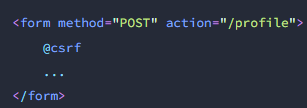 <form method="POST" action="/profile">
    @csrf
    ...
</form>